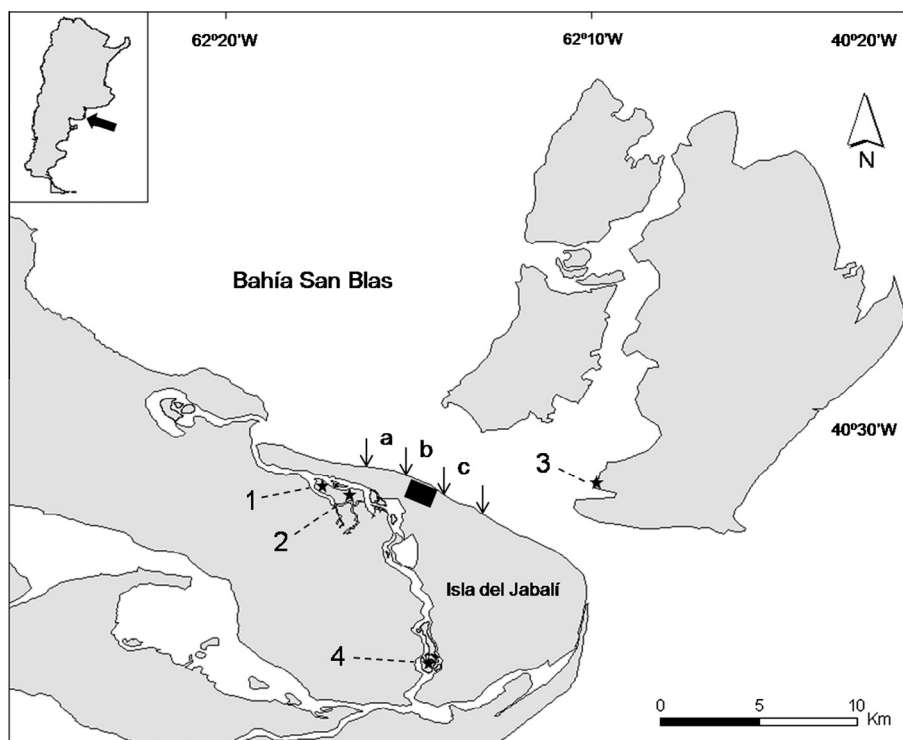 62º20'W
62º10'W
40º20'W
N
Bahía San Blas
40º30'W
a
b
c
3
1
2
Isla del Jabalí
4
0 5 10
Km